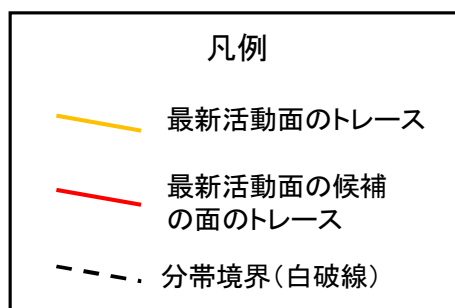 凡例
最新活動面のトレース
最新活動面の候補
の面のトレース
分帯境界(白破線)